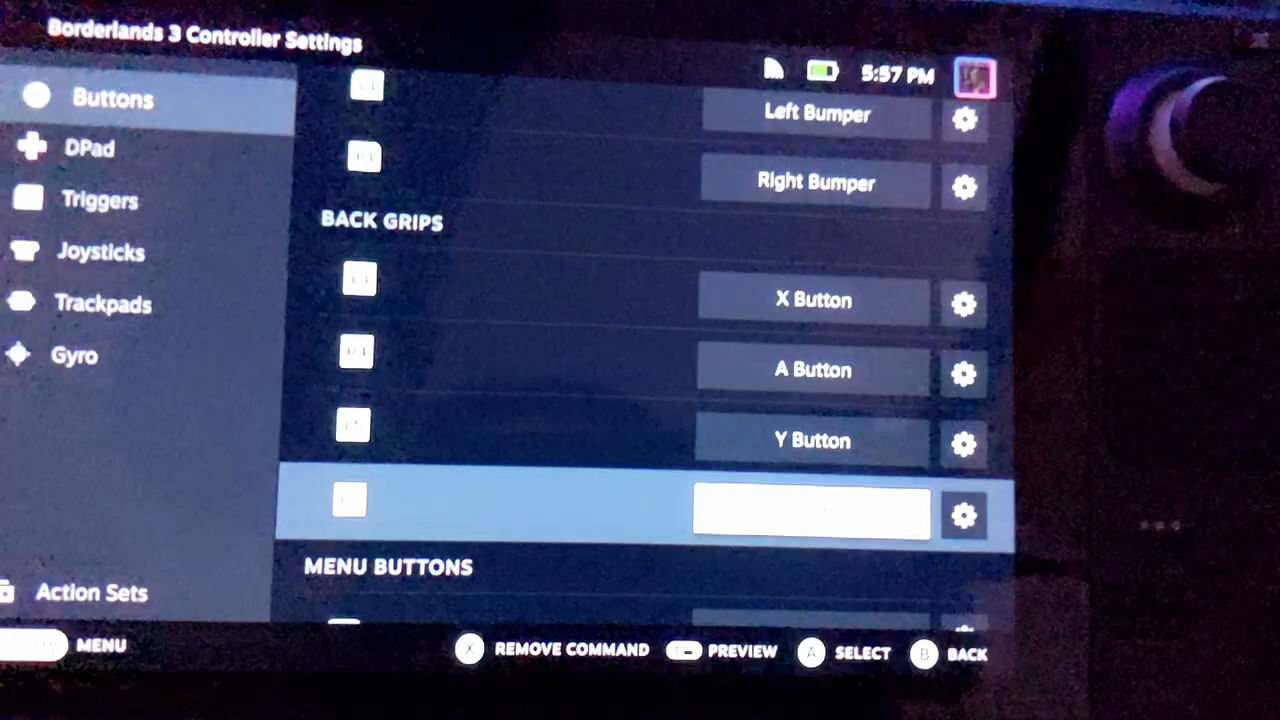 Borderlands 3 Controller Settings
5:57 PM
Buttons
DPad
Triggers
Joysticks
Trackpads
Gyro
Action Sets
Left Bumper
Right Bumper
BACK GRIPS
X Button
A Button
Y Button
MENU BUTTONS
MENU
X REMOVE COMMAND
PREVIEW
A SELECT
B BACK